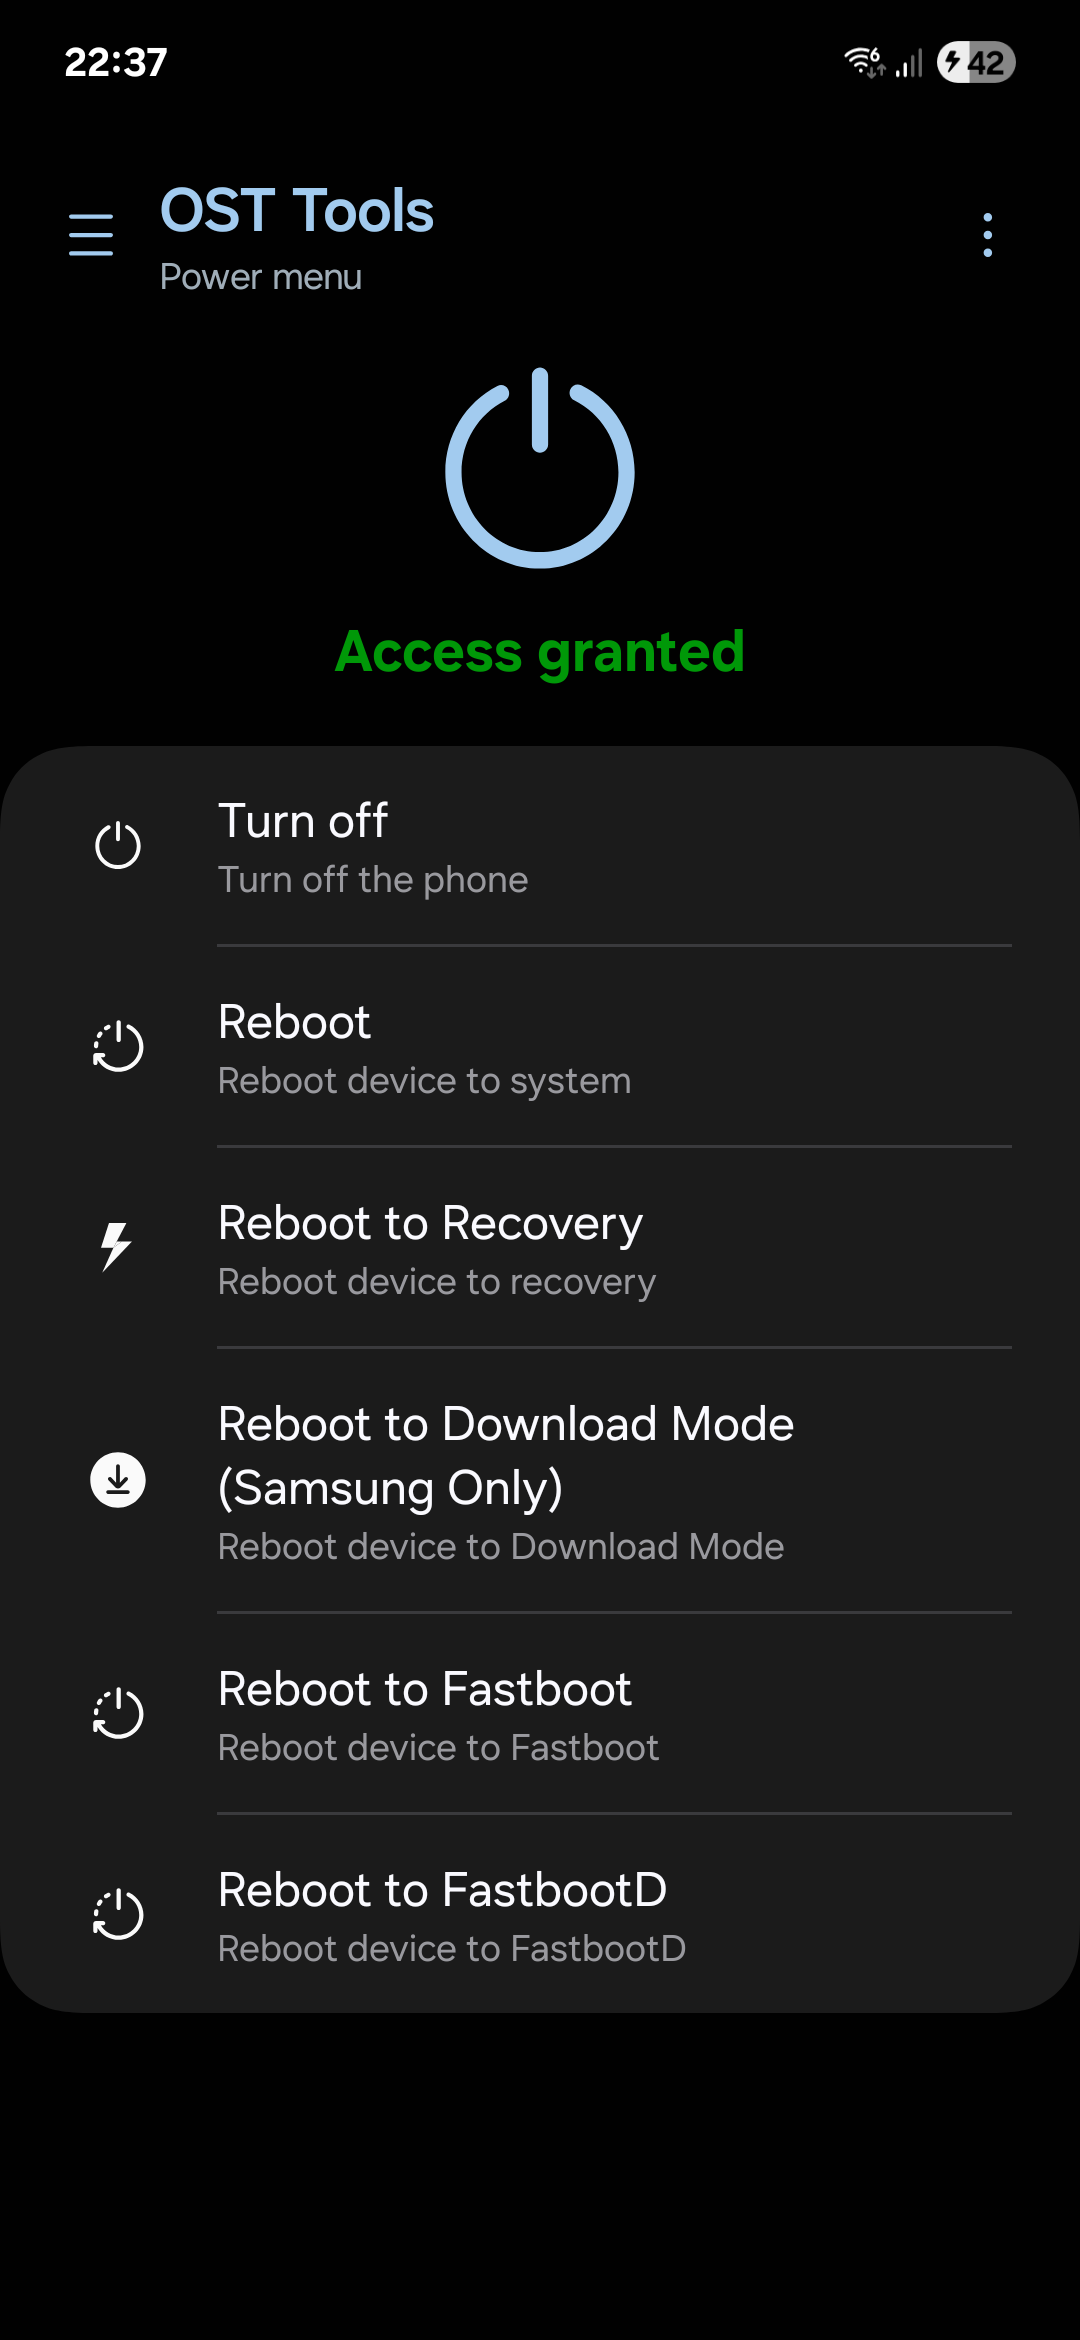 22:37
6
42
OST Tools
Power menu
Access granted
Turn off
Turn off the phone
Reboot
Reboot device to system
Reboot to Recovery
Reboot device to recovery
Reboot to Download Mode
(Samsung Only)
Reboot device to Download Mode
Reboot to Fastboot
Reboot device to Fastboot
Reboot to FastbootD
Reboot device to FastbootD